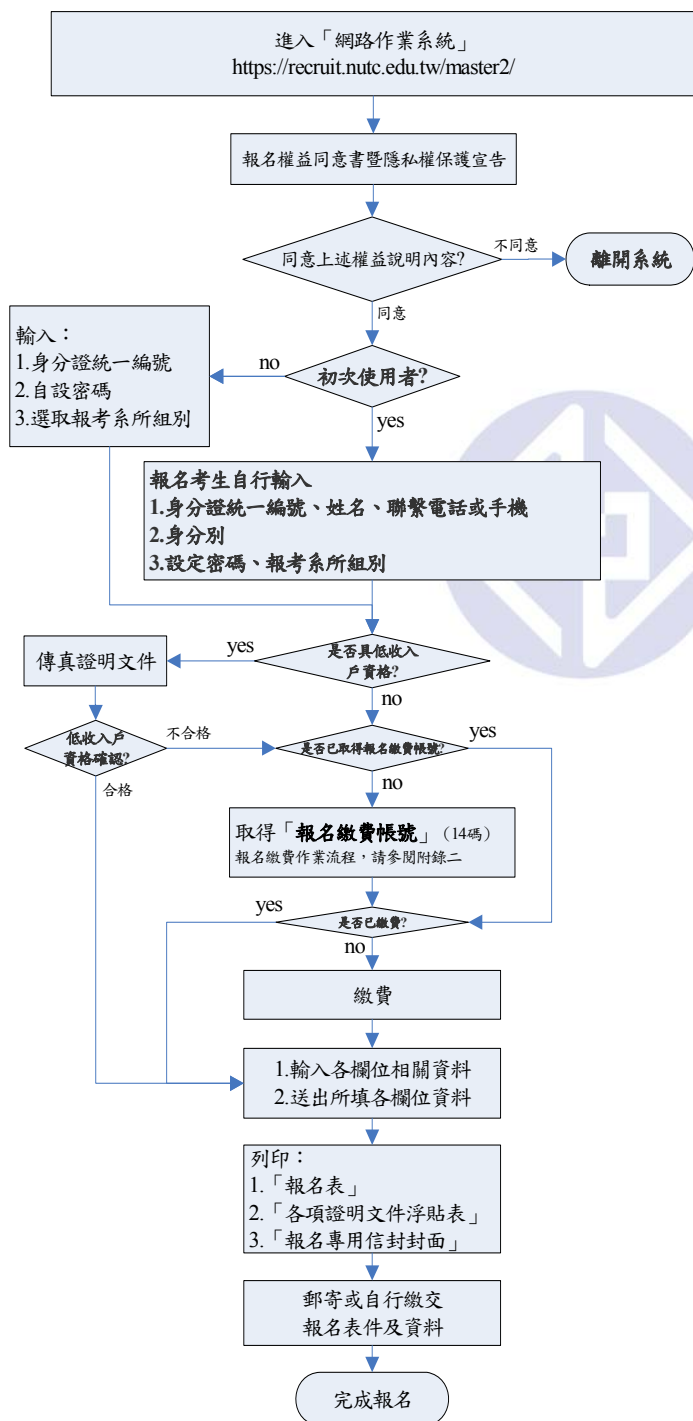 進入「網路作業系統」
https://recruit.nutc.edu.tw/master2/
報名權益同意書暨隱私權保護宣告
同意上述權益說明內容?
不同意
離開系統
同意
初次使用者?
no
輸入：
1.身分證統一編號
2.自設密碼
3.選取報考系所組別
yes
報名考生自行輸入
1.身分證統一編號、姓名、聯繫電話或手機
2.身分別
3.設定密碼、報考系所組別
是否具低收入
戶資格?
yes
傳真證明文件
no
低收入戶
資格確認?
不合格
合格
是否已取得報名繳費帳號?
yes
no
取得「報名繳費帳號」（14碼）
報名繳費作業流程，請參閱附錄二
是否已繳費?
yes
no
繳費
1.輸入各欄位相關資料
2.送出所填各欄位資料
列印：
1.「報名表」
2.「各項證明文件浮貼表」
3.「報名專用信封封面」
郵寄或自行繳交
報名表件及資料
完成報名